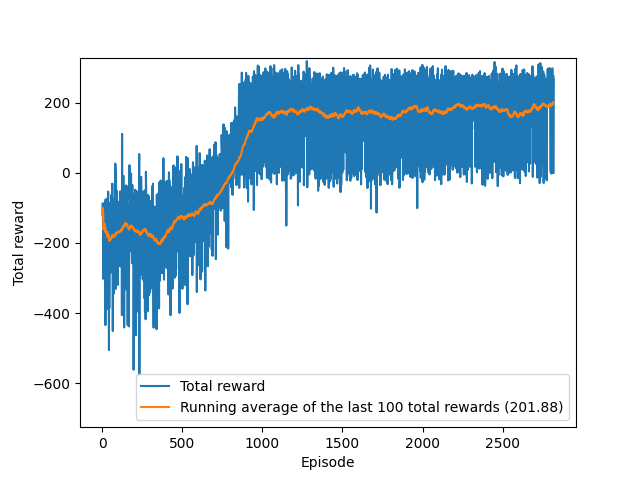 200
0
−200
−400
−600
Total reward
Total reward
Running average of the last 100 total rewards (201.88)
0 500 1000 1500 2000 2500
Episode